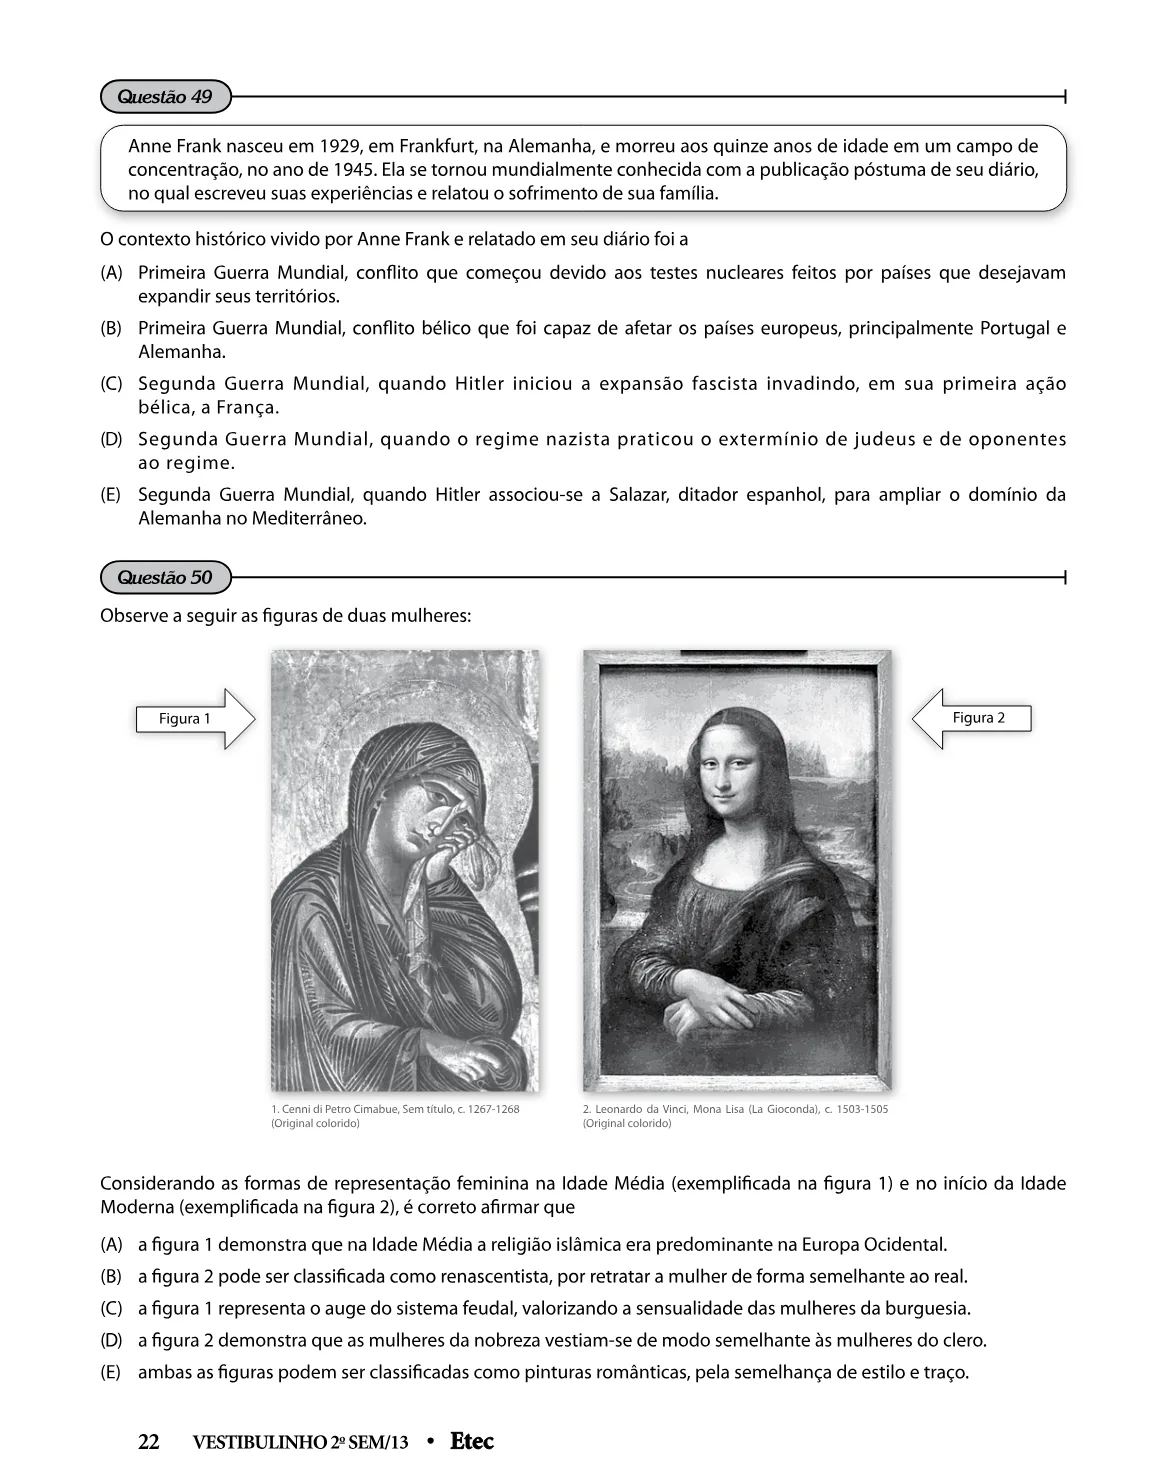 Questão 49
Anne Frank nasceu em 1929, em Frankfurt, na Alemanha, e morreu aos quinze anos de idade em um campo de
concentração, no ano de 1945. Ela se tornou mundialmente conhecida com a publicação póstuma de seu diário,
no qual escreveu suas experiências e relatou o sofrimento de sua família.
O contexto histórico vivido por Anne Frank e relatado em seu diário foi a
(A) Primeira Guerra Mundial, conflito que começou devido aos testes nucleares feitos por países que desejavam
expandir seus territórios.
(B) Primeira Guerra Mundial, conflito bélico que foi capaz de afetar os países europeus, principalmente Portugal e
Alemanha.
(C) Segunda Guerra Mundial, quando Hitler iniciou a expansão fascista invadindo, em sua primeira ação
bélica, a França.
(D) Segunda Guerra Mundial, quando o regime nazista praticou o extermínio de judeus e de oponentes
ao regime.
(E) Segunda Guerra Mundial, quando Hitler associou-se a Salazar, ditador espanhol, para ampliar o domínio da
Alemanha no Mediterrâneo.
Questão 50
Observe a seguir as figuras de duas mulheres:
Figura 1
Figura 2
1. Cenni di Petro Cimabue, Sem título, c. 1267-1268
(Original colorido)
2. Leonardo da Vinci, Mona Lisa (La Gioconda), c. 1503-1505
(Original colorido)
Considerando as formas de representação feminina na Idade Média (exemplificada na figura 1) e no início da Idade
Moderna (exemplificada na figura 2), é correto afirmar que
(A) a figura 1 demonstra que na Idade Média a religião islâmica era predominante na Europa Ocidental.
(B) a figura 2 pode ser classificada como renascentista, por retratar a mulher de forma semelhante ao real.
(C) a figura 1 representa o auge do sistema feudal, valorizando a sensualidade das mulheres da burguesia.
(D) a figura 2 demonstra que as mulheres da nobreza vestiam-se de modo semelhante às mulheres do clero.
(E) ambas as figuras podem ser classificadas como pinturas românticas, pela semelhança de estilo e traço.
22 VESTIBULINHO 2º SEM/13 • Etec